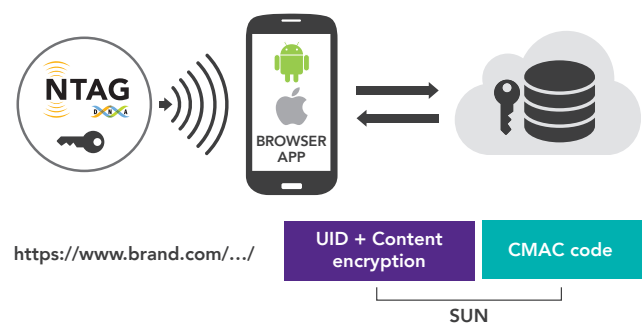 NTAG
DNA
BROWSER
APP
https://www.brand.com/.../
UID + Content
encryption
CMAC code
SUN